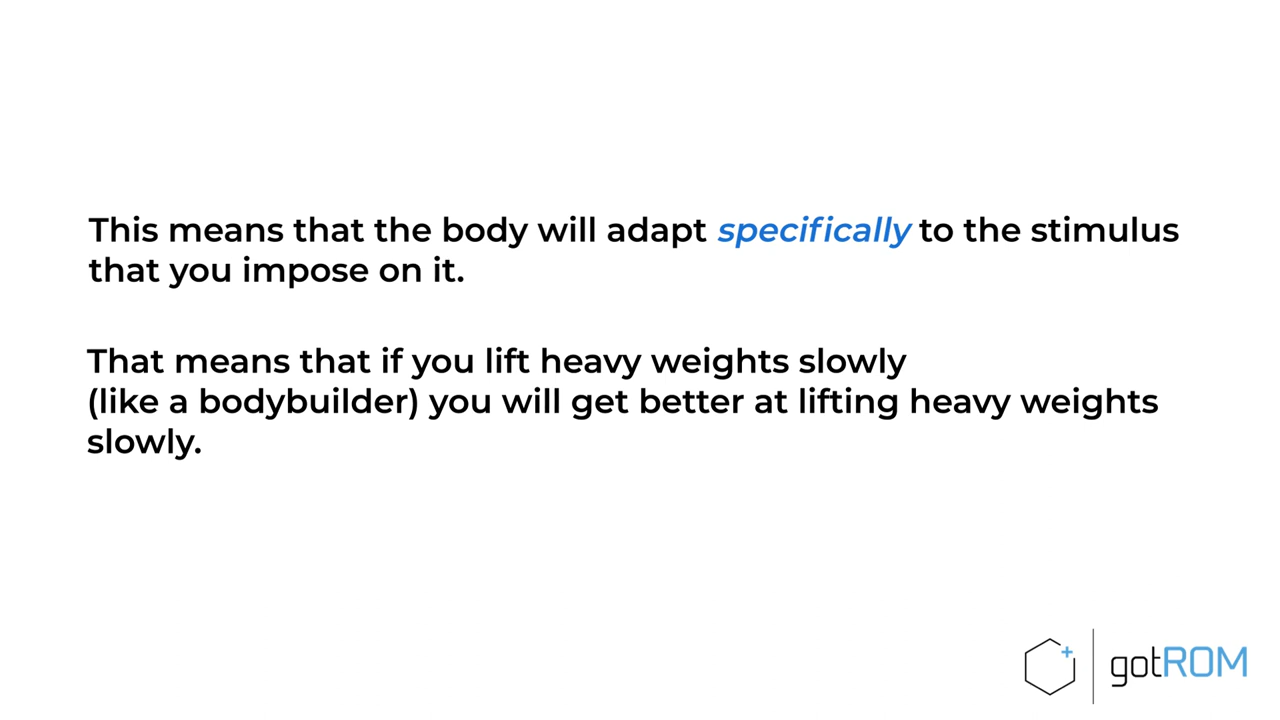 This means that the body will adapt specifically to the stimulus
that you impose on it.
That means that if you lift heavy weights slowly
(like a bodybuilder) you will get better at lifting heavy weights
slowly.
gotROM